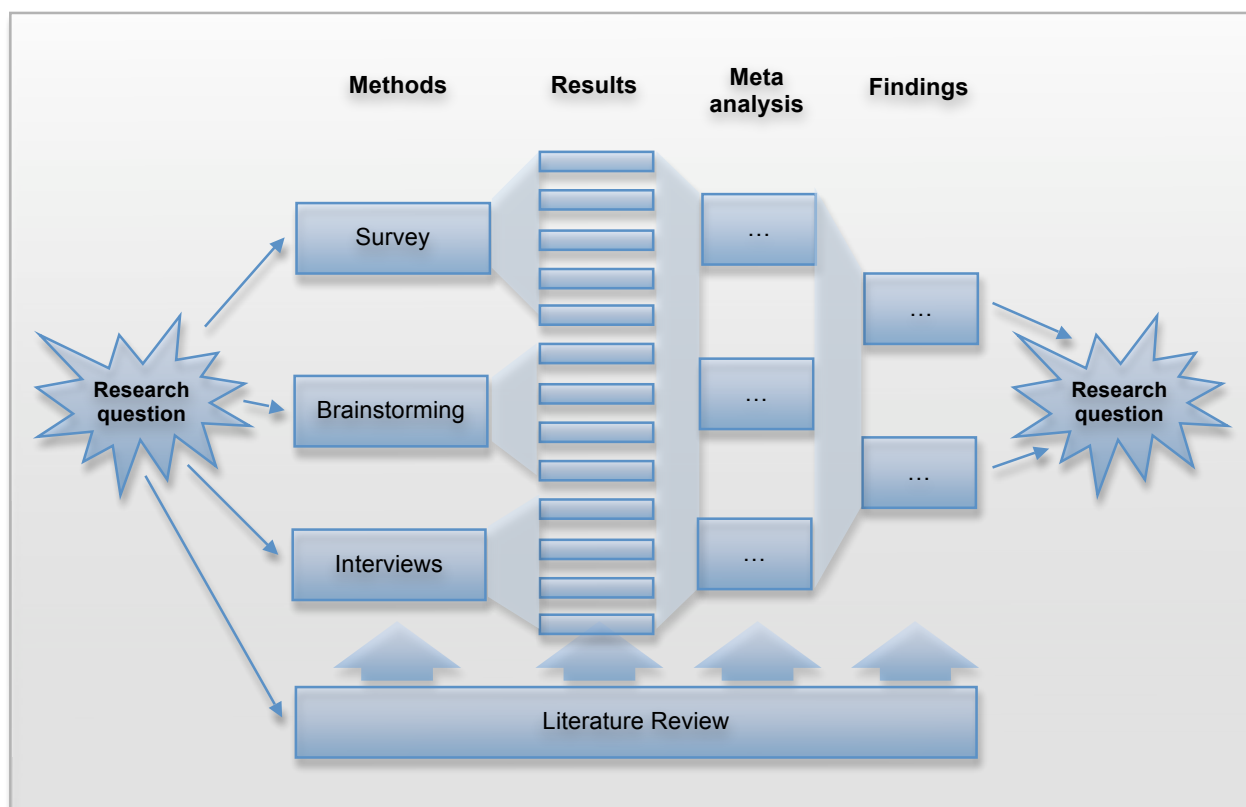 Methods
Results
Meta
analysis
Findings
Survey
...
...
Research
question
Brainstorming
...
Research
question
...
Interviews
...
Literature Review